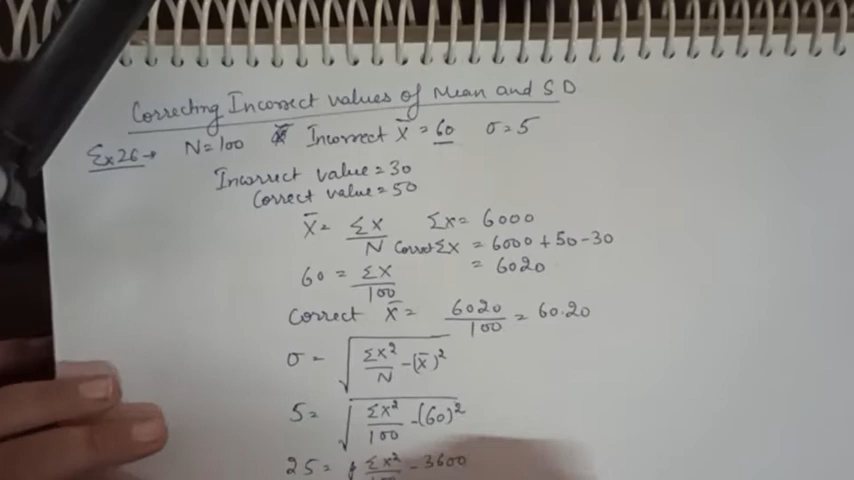 Correcting Incorrect values of Mean and SD
Ex26→ N=100 Incorrect X̄ = 60 σ=5
Incorrect value = 30
Correct value = 50
X̄ = ΣX/N ΣX = 6000
Correct ΣX = 6000 + 50 - 30
60 = ΣX/100 = 6020
Correct X̄ = 6020/100 = 60.20
σ = √(ΣX²/N - (X̄)²)
5 = √(ΣX²/100 - (60)²)
25 = ΣX²/100 - 3600